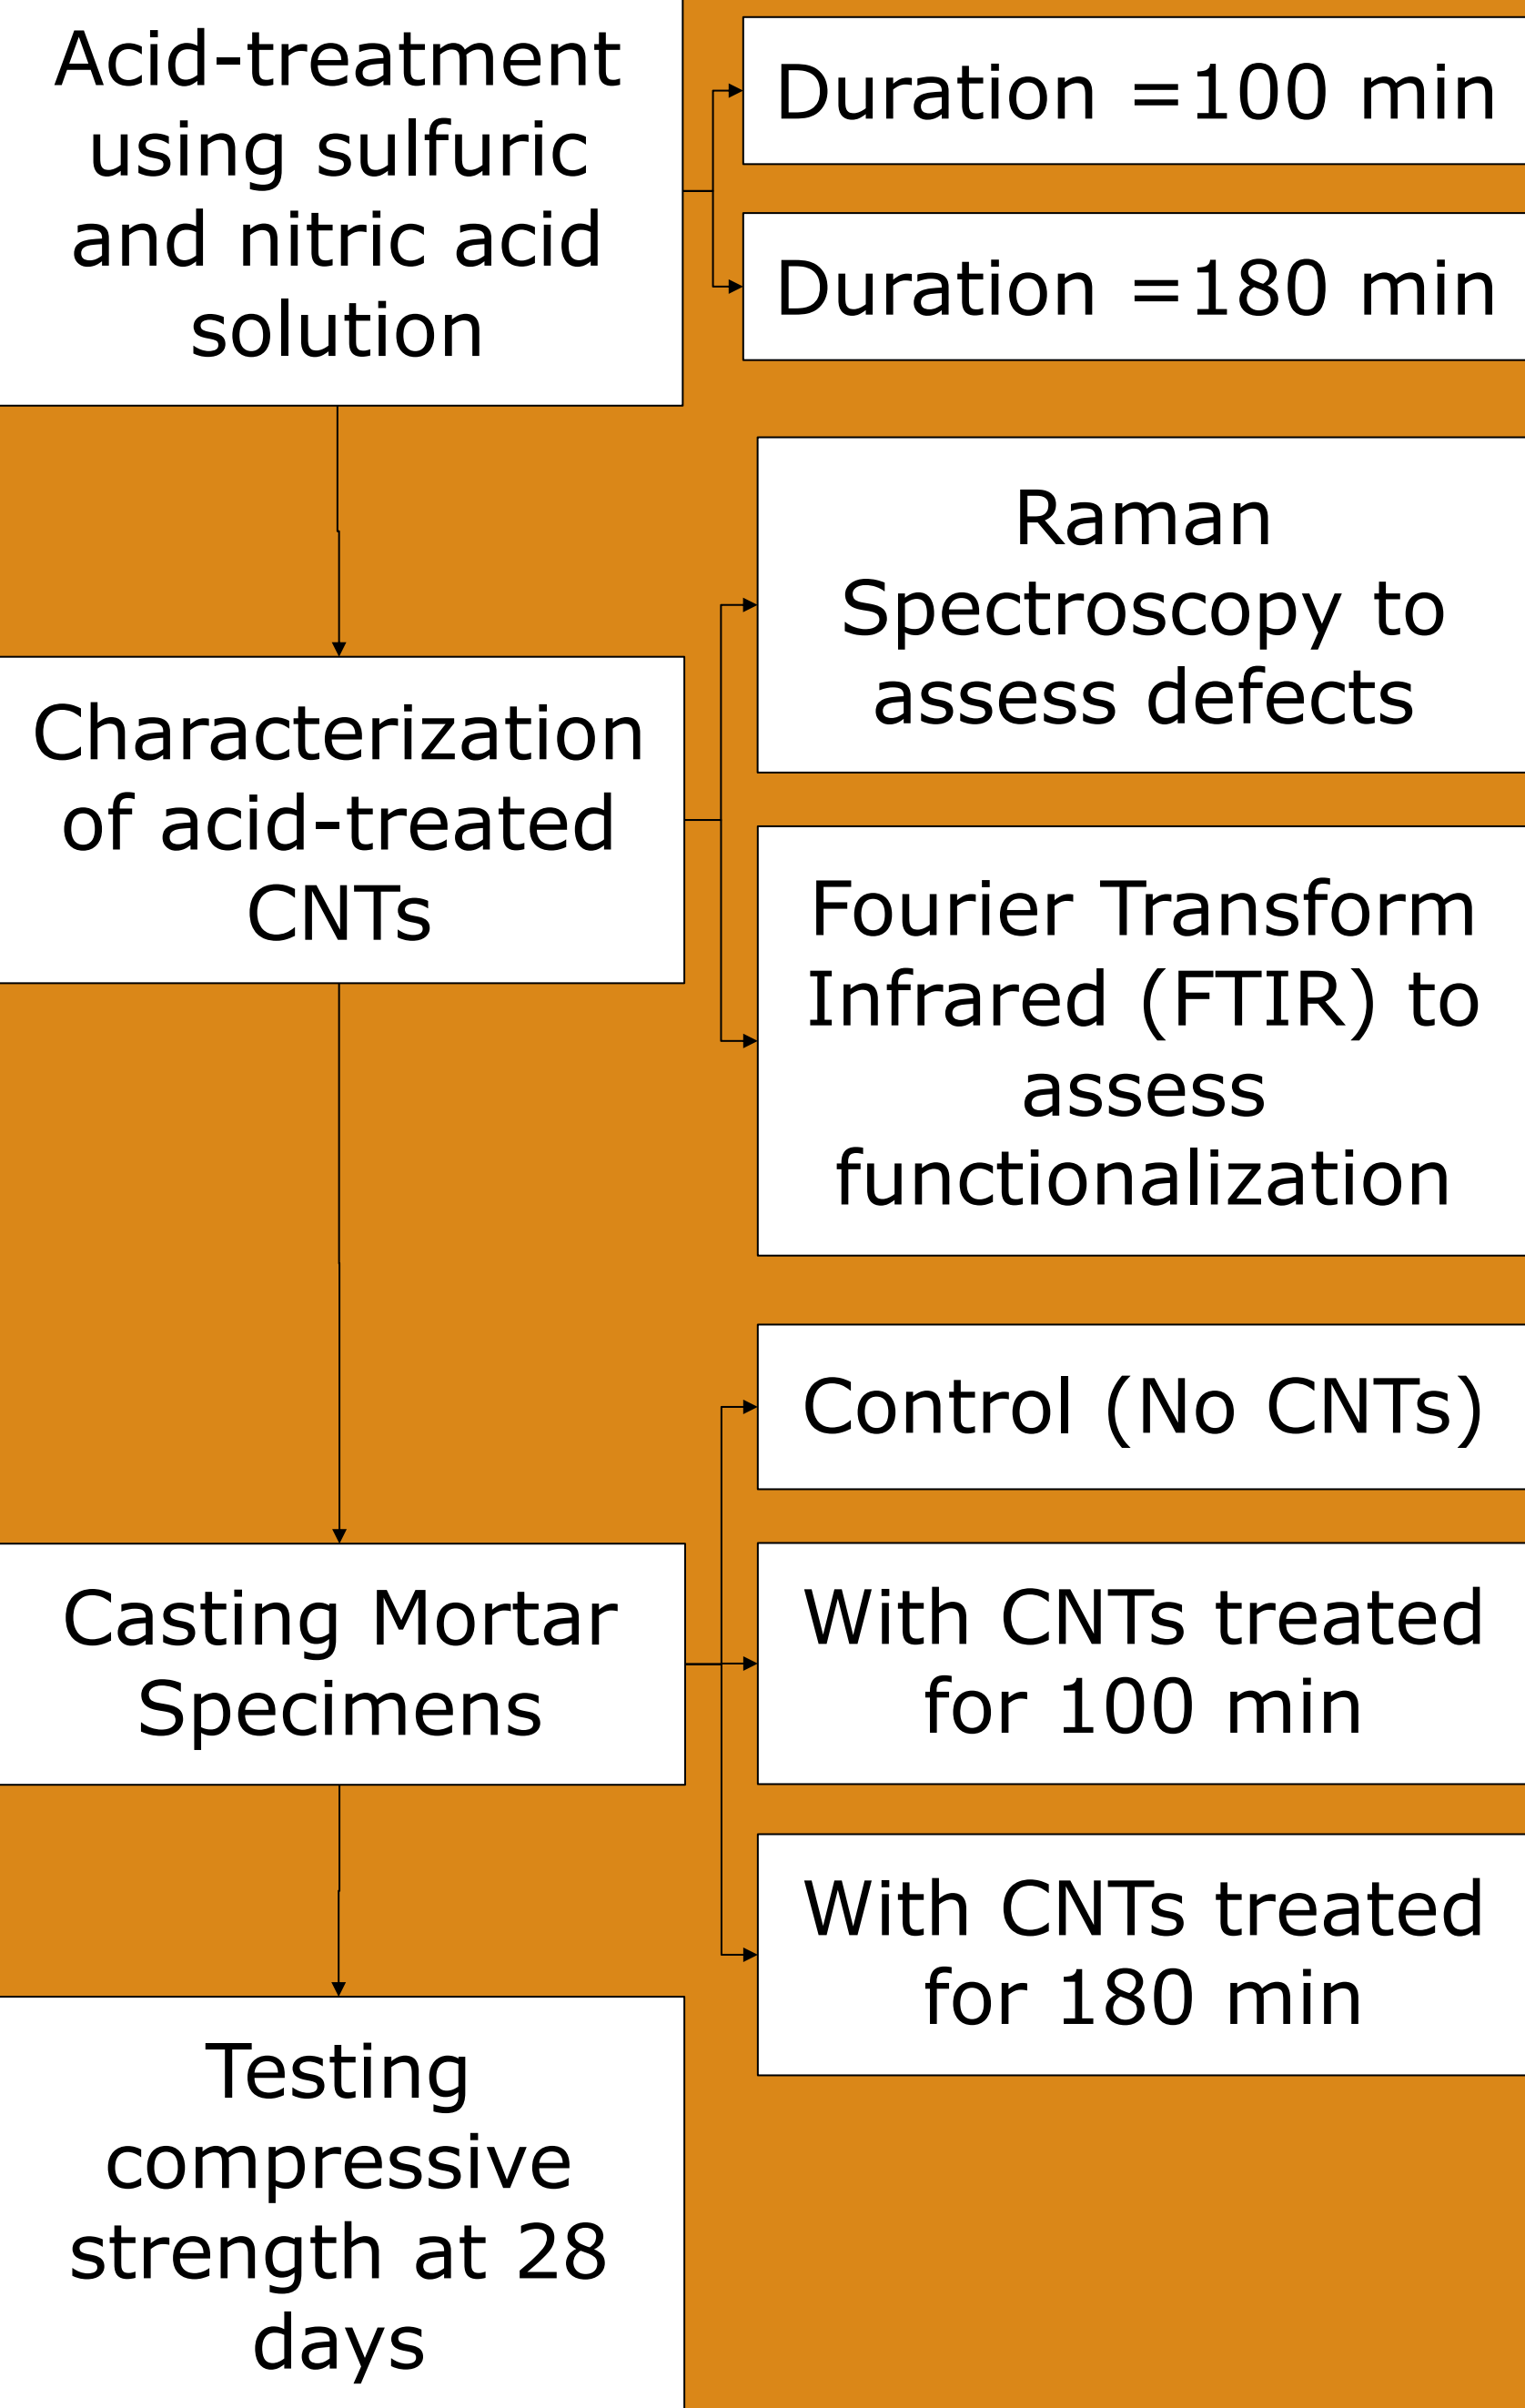 Acid-treatment
using sulfuric
and nitric acid
solution
Duration =100 min
Duration =180 min
Characterization
of acid-treated
CNTs
Raman
Spectroscopy to
assess defects
Fourier Transform
Infrared (FTIR) to
assess
functionalization
Casting Mortar
Specimens
Control (No CNTs)
With CNTs treated
for 100 min
With CNTs treated
for 180 min
Testing
compressive
strength at 28
days